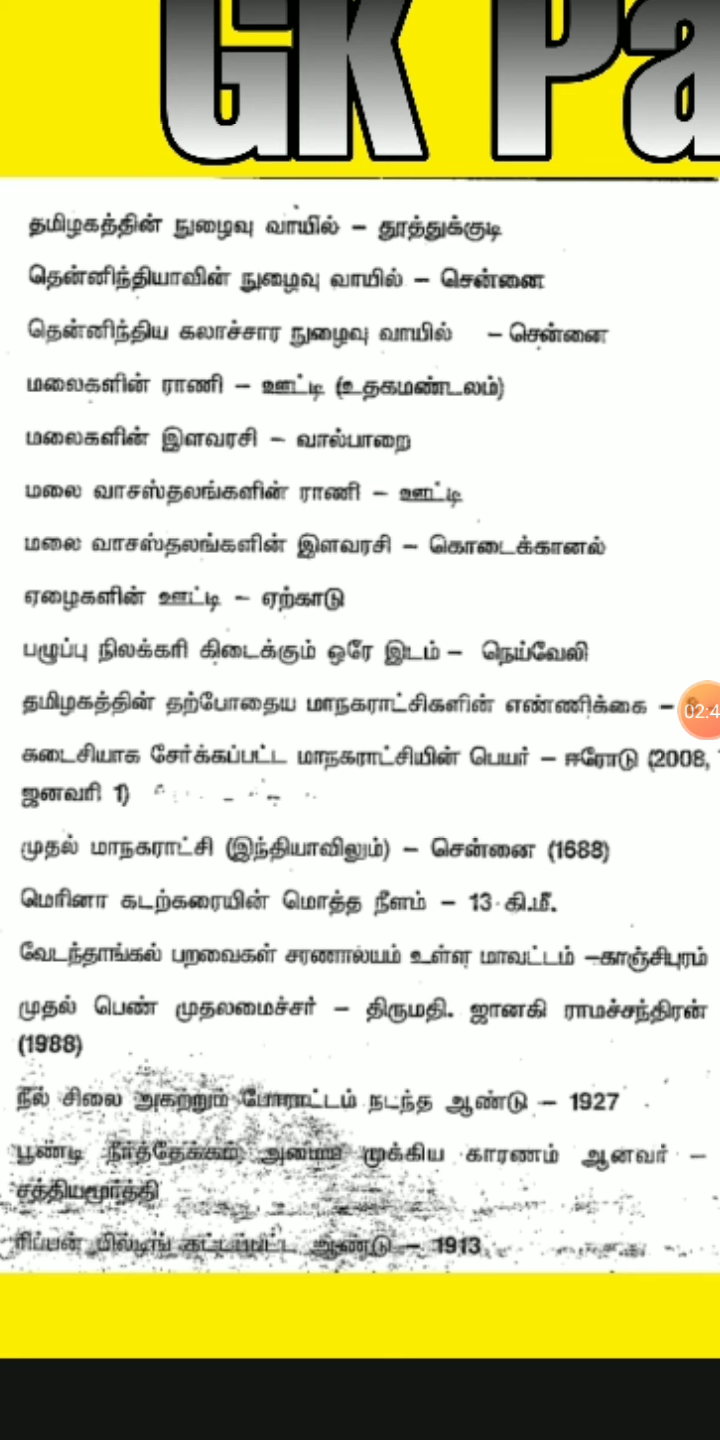 GK Pa
தமிழகத்தின் நுழைவு வாயில் – தூத்துக்குடி
தென்னிந்தியாவின் நுழைவு வாயில் – சென்னை
தென்னிந்திய கலாச்சார நுழைவு வாயில் – சென்னை
மலைகளின் ராணி – ஊட்டி (உதகமண்டலம்)
மலைகளின் இளவரசி – வால்பாறை
மலை வாசஸ்தலங்களின் ராணி – ஊட்டி
மலை வாசஸ்தலங்களின் இளவரசி – கொடைக்கானல்
ஏழைகளின் ஊட்டி – ஏற்காடு
பழுப்பு நிலக்கரி கிடைக்கும் ஒரே இடம் – நெய்வேலி
தமிழகத்தின் தற்போதைய மாநகராட்சிகளின் எண்ணிக்கை –
02:4
கடைசியாக சேர்க்கப்பட்ட மாநகராட்சியின் பெயர் – ஈரோடு (2008,
ஜனவரி 1)
முதல் மாநகராட்சி (இந்தியாவிலும்) – சென்னை (1688)
மெரினா கடற்கரையின் மொத்த நீளம் – 13 கி.மீ.
வேடந்தாங்கல் பறவைகள் சரணாலயம் உள்ள மாவட்டம் –காஞ்சிபுரம்
முதல் பெண் முதலமைச்சர் – திருமதி. ஜானகி ராமச்சந்திரன்
(1988)
நீல் சிலை அகற்றும் போராட்டம் நடந்த ஆண்டு – 1927
பூண்டி நீர்த்தேக்கம் அமைய முக்கிய காரணம் ஆனவர் –
சத்தியமூர்த்தி
ரிப்பன் பில்டிங் கட்டப்பட்ட ஆண்டு – 1913